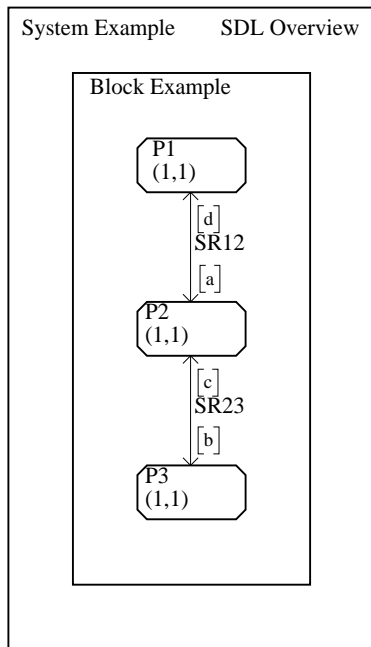 System Example SDL Overview
Block Example
P1
(1,1)
[d]
SR12
[a]
P2
(1,1)
[c]
SR23
[b]
P3
(1,1)